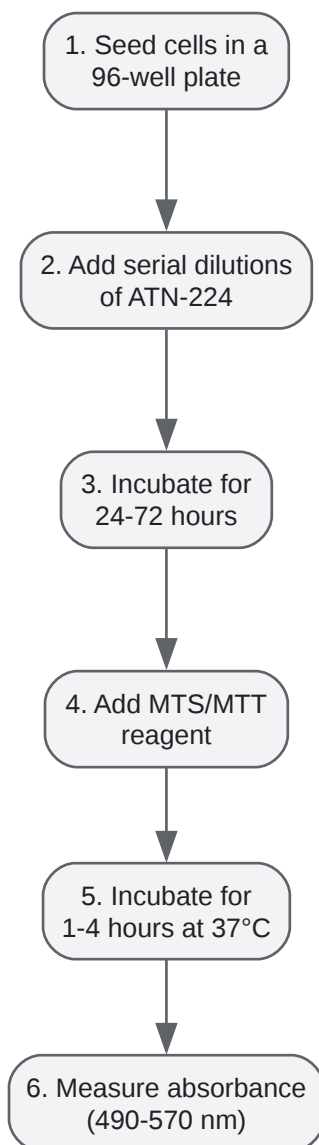 1. Seed cells in a
96-well plate
2. Add serial dilutions
of ATN-224
3. Incubate for
24-72 hours
4. Add MTS/MTT
reagent
5. Incubate for
1-4 hours at 37°C
6. Measure absorbance
(490-570 nm)